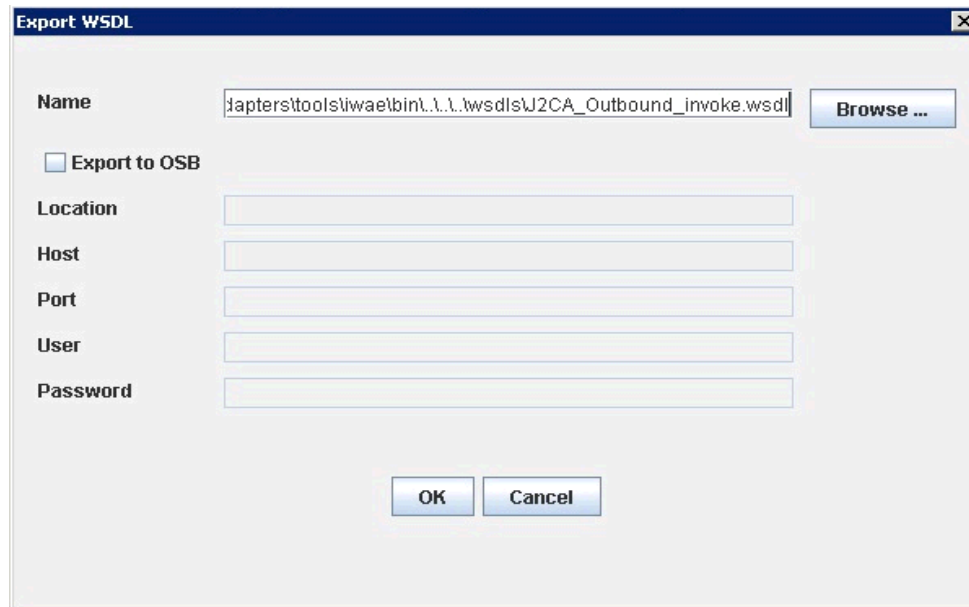 Export WSDL
Name
dapters\tools\iwae\bin\..\..\..\wsdls\J2CA_Outbound_invoke.wsdl
Browse ...
Export to OSB
Location
Host
Port
User
Password
OK
Cancel